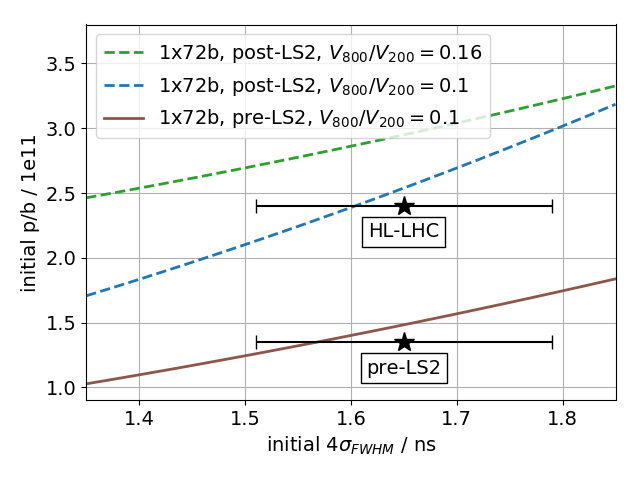 1x72b, post-LS2, V₈₀₀/V₂₀₀ = 0.16
1x72b, post-LS2, V₈₀₀/V₂₀₀ = 0.1
1x72b, pre-LS2, V₈₀₀/V₂₀₀ = 0.1
3.5
3.0
2.5
2.0
1.5
1.0
initial p/b / 1e11
HL-LHC
pre-LS2
1.4 1.5 1.6 1.7 1.8
initial 4σ_FWHM / ns